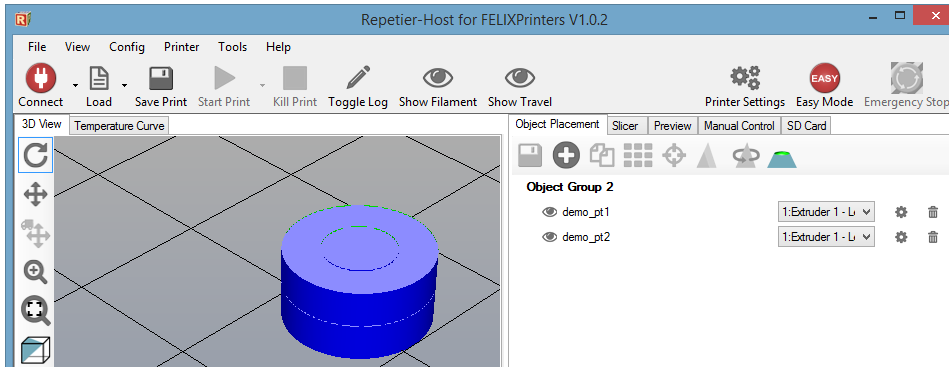 Repetier-Host for FELIXPrinters V1.0.2
File View Config Printer Tools Help
Connect Load Save Print Start Print Kill Print Toggle Log Show Filament Show Travel Printer Settings EASY Easy Mode Emergency Stop
3D View Temperature Curve Object Placement Slicer Preview Manual Control SD Card
Object Group 2
demo_pt1 1:Extruder 1 - L
demo_pt2 1:Extruder 1 - L